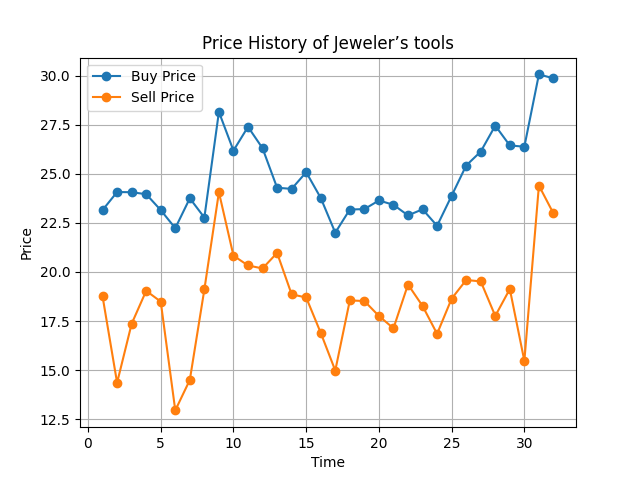 Price History of Jeweler’s tools
Buy Price
Sell Price
Price
30.0
27.5
25.0
22.5
20.0
17.5
15.0
12.5
0 5 10 15 20 25 30
Time